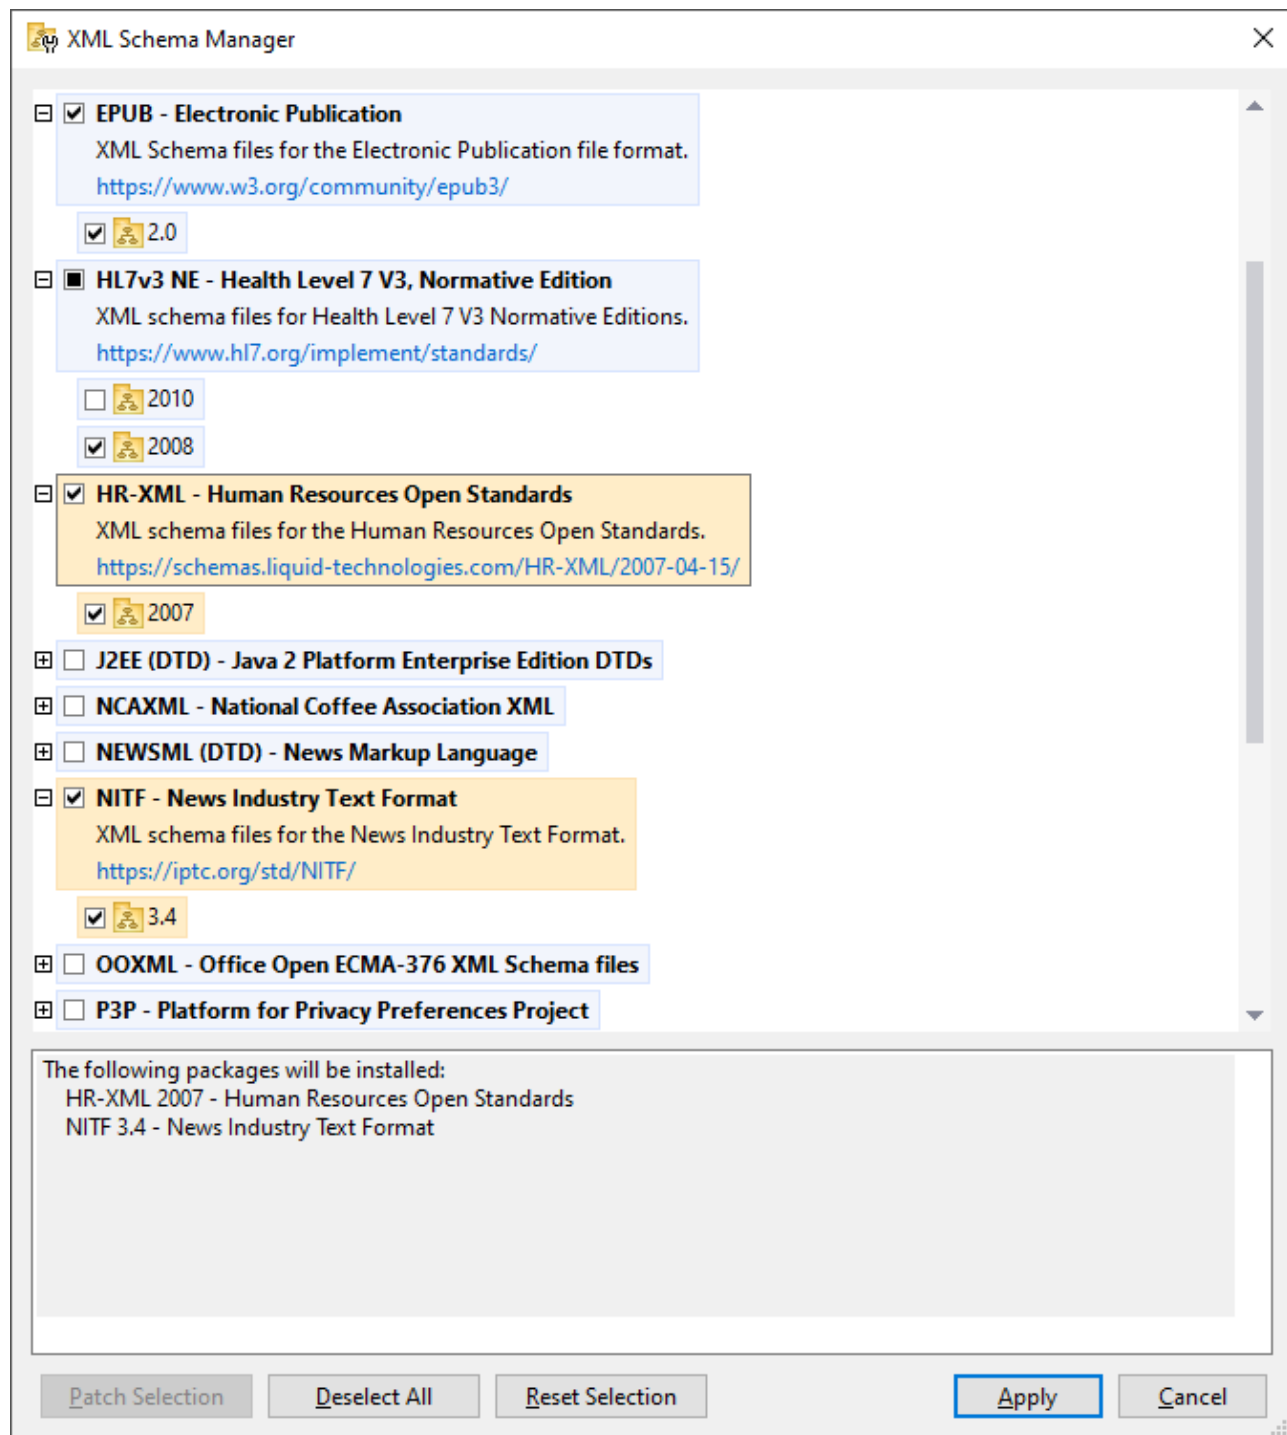 XML Schema Manager
EPUB - Electronic Publication
XML Schema files for the Electronic Publication file format.
https://www.w3.org/community/epub3/
2.0
HL7v3 NE - Health Level 7 V3, Normative Edition
XML schema files for Health Level 7 V3 Normative Editions.
https://www.hl7.org/implement/standards/
2010
2008
HR-XML - Human Resources Open Standards
XML schema files for the Human Resources Open Standards.
https://schemas.liquid-technologies.com/HR-XML/2007-04-15/
2007
J2EE (DTD) - Java 2 Platform Enterprise Edition DTDs
NCAXML - National Coffee Association XML
NEWSML (DTD) - News Markup Language
NITF - News Industry Text Format
XML schema files for the News Industry Text Format.
https://iptc.org/std/NITF/
3.4
OOXML - Office Open ECMA-376 XML Schema files
P3P - Platform for Privacy Preferences Project
The following packages will be installed:
HR-XML 2007 - Human Resources Open Standards
NITF 3.4 - News Industry Text Format
Patch Selection Deselect All Reset Selection Apply Cancel